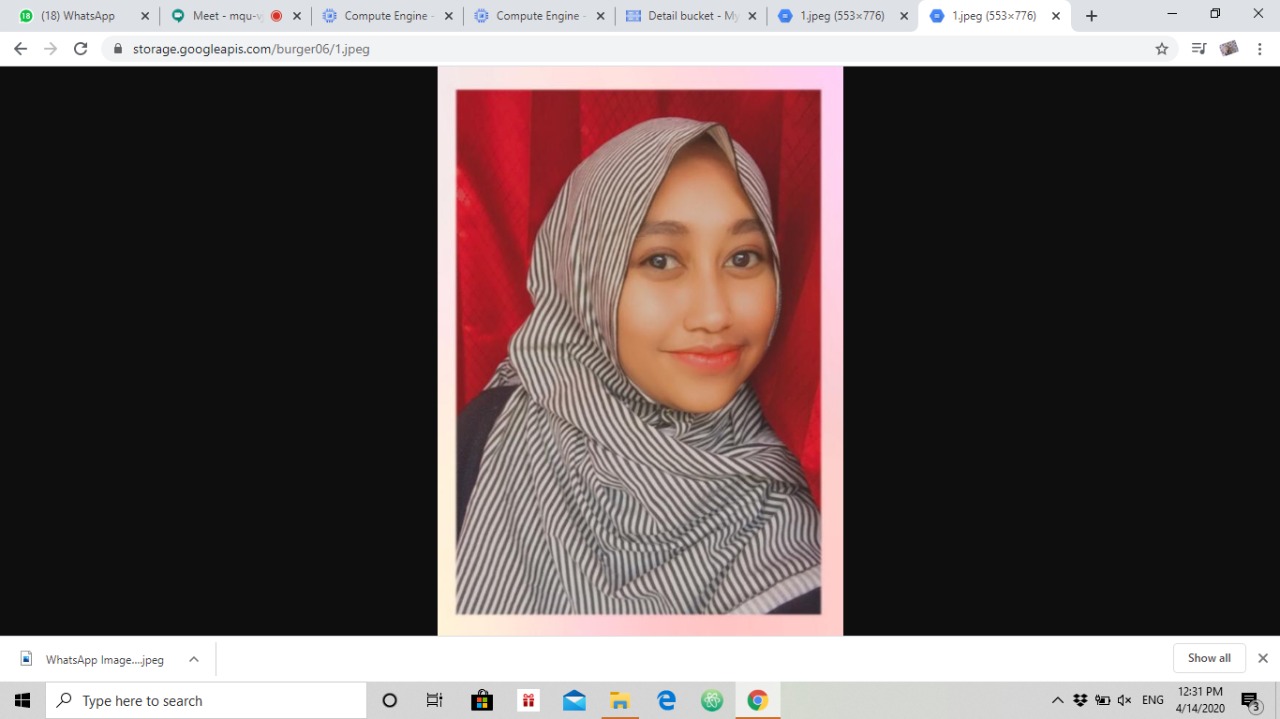 (18) WhatsApp
Meet - mqu-
Compute Engine -
Compute Engine -
Detail bucket - My
1.jpeg (553×776)
1.jpeg (553×776)
storage.googleapis.com/burger06/1.jpeg
WhatsApp Image....jpeg
Show all
Type here to search
ENG
12:31 PM
4/14/2020
3